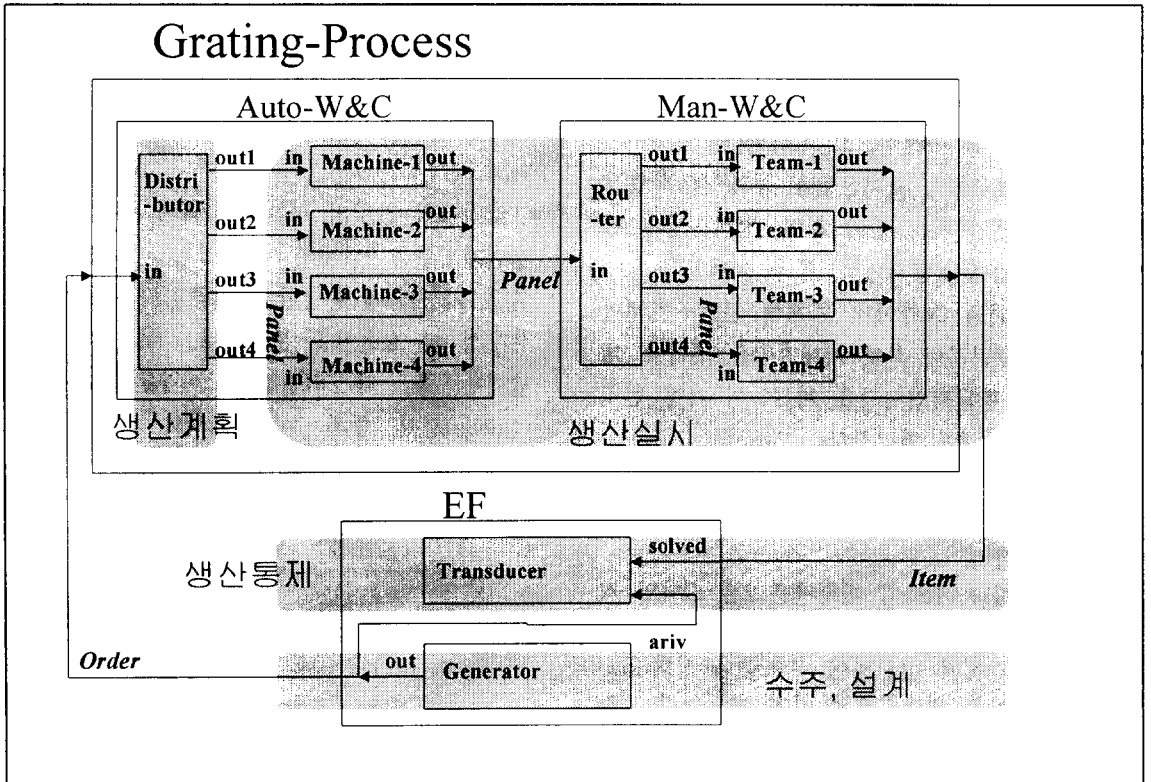 Grating-Process
Auto-W&C
Man-W&C
Distri
-butor
in
out1
out2
out3
out4
in
Machine-1
out
in
Machine-2
out
in
Machine-3
out
Panel
in
Machine-4
out
Panel
Rou
-ter
in
out1
out2
out3
out4
in
Team-1
out
in
Team-2
out
in
Team-3
out
Panel
in
Team-4
out
생산계획
생산실시
EF
생산통제
Transducer
solved
Item
ariv
Order
out
Generator
수주, 설계